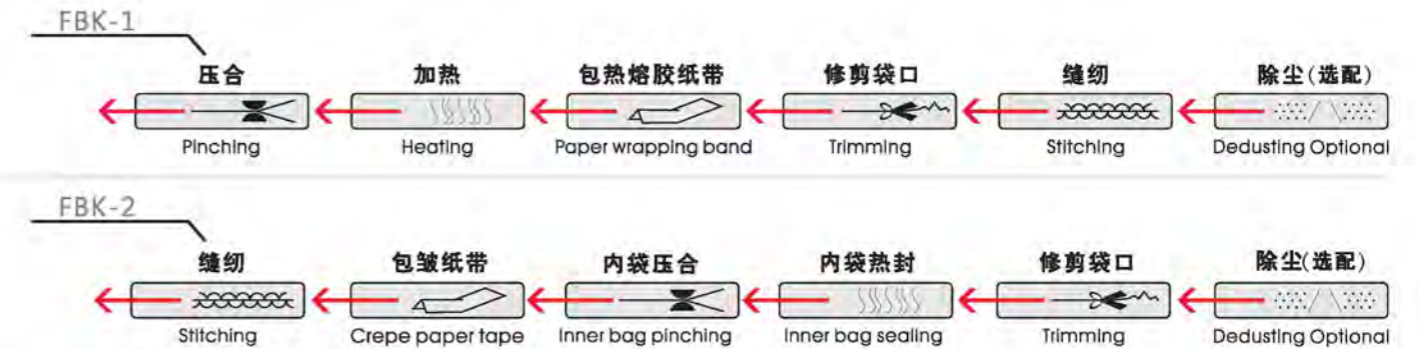 FBK-1
压合 加热 包热熔胶纸带 修剪袋口 缝纫 除尘(选配)
Pinching Heating Paper wrapping band Trimming Stitching Dedusting Optional
FBK-2
缝纫 包皱纸带 内袋压合 内袋热封 修剪袋口 除尘(选配)
Stitching Crepe paper tape Inner bag pinching Inner bag sealing Trimming Dedusting Optional